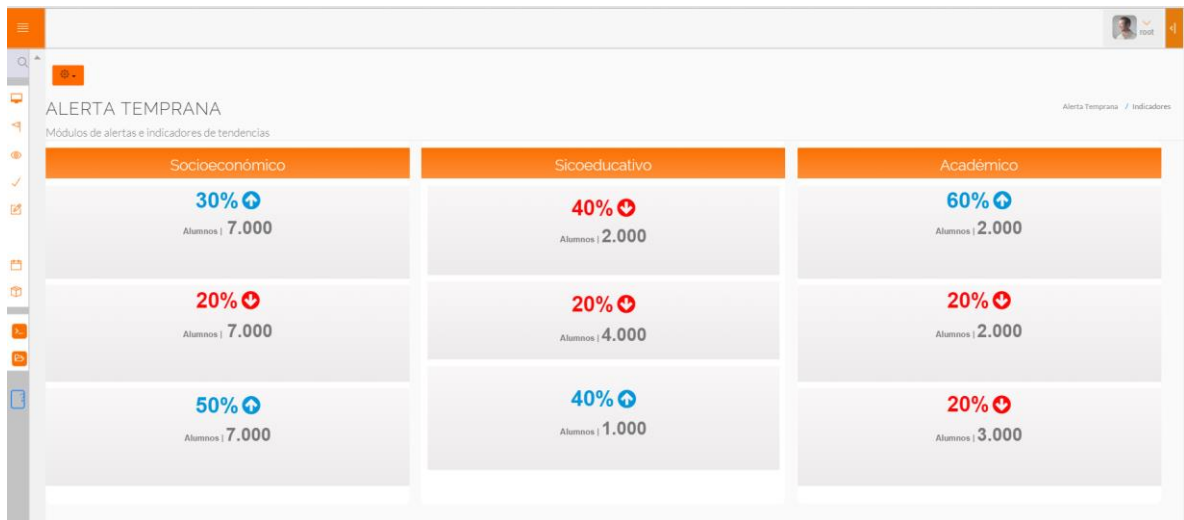 root
ALERTA TEMPRANA
Alerta Temprana / Indicadores
Módulos de alertas e indicadores de tendencias
Socioeconómico
30%
Alumnos | 7.000
20%
Alumnos | 7.000
50%
Alumnos | 7.000
Sicoeducativo
40%
Alumnos | 2.000
20%
Alumnos | 4.000
40%
Alumnos | 1.000
Académico
60%
Alumnos | 2.000
20%
Alumnos | 2.000
20%
Alumnos | 3.000